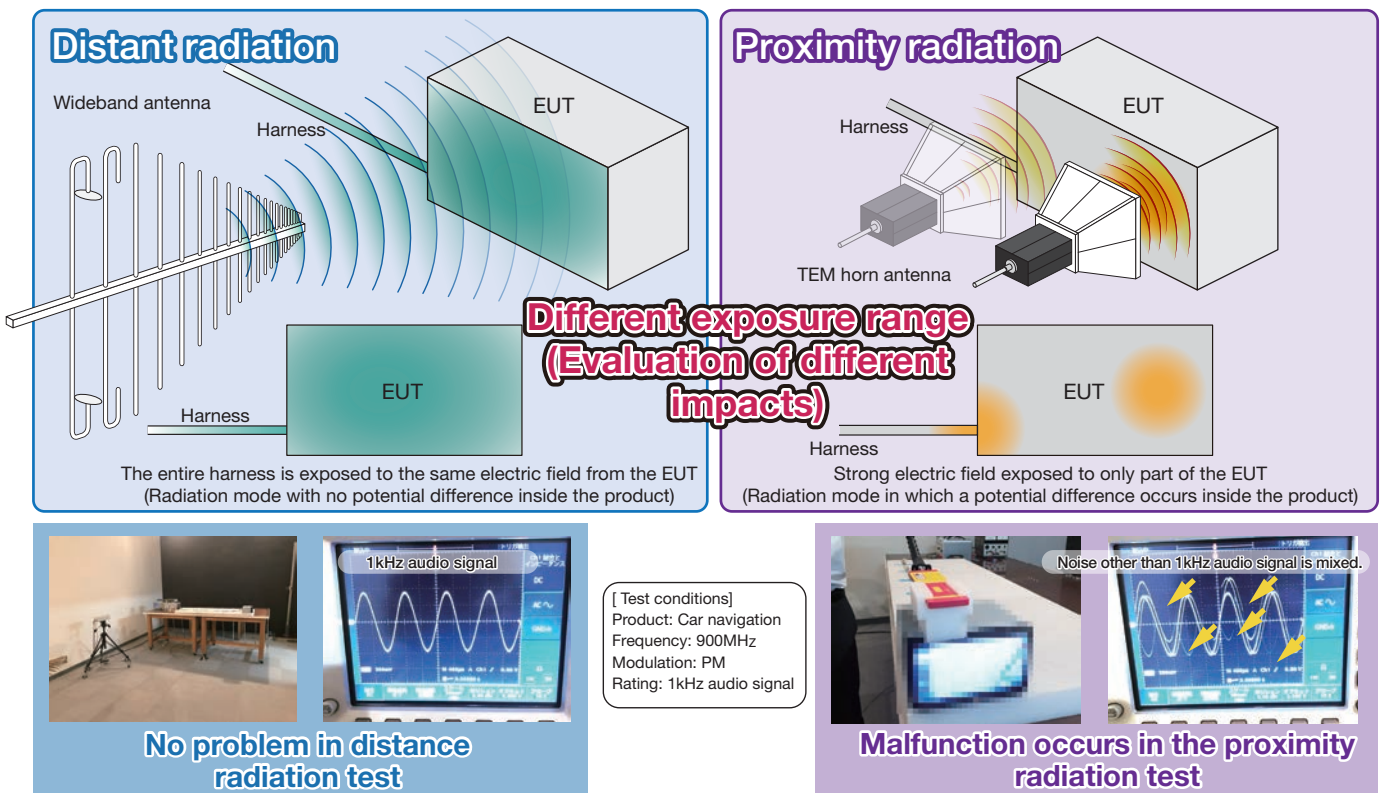 Distant radiation
Wideband antenna
Harness
EUT
EUT
Harness
The entire harness is exposed to the same electric field from the EUT
(Radiation mode with no potential difference inside the product)
Proximity radiation
Harness
EUT
TEM horn antenna
EUT
Harness
Strong electric field exposed to only part of the EUT
(Radiation mode in which a potential difference occurs inside the product)
Different exposure range
(Evaluation of different
impacts)
1kHz audio signal
DC
AC
GND
No problem in distance
radiation test
[ Test conditions]
Product: Car navigation
Frequency: 900MHz
Modulation: PM
Rating: 1kHz audio signal
Noise other than 1kHz audio signal is mixed.
DC
AC
Malfunction occurs in the proximity
radiation test